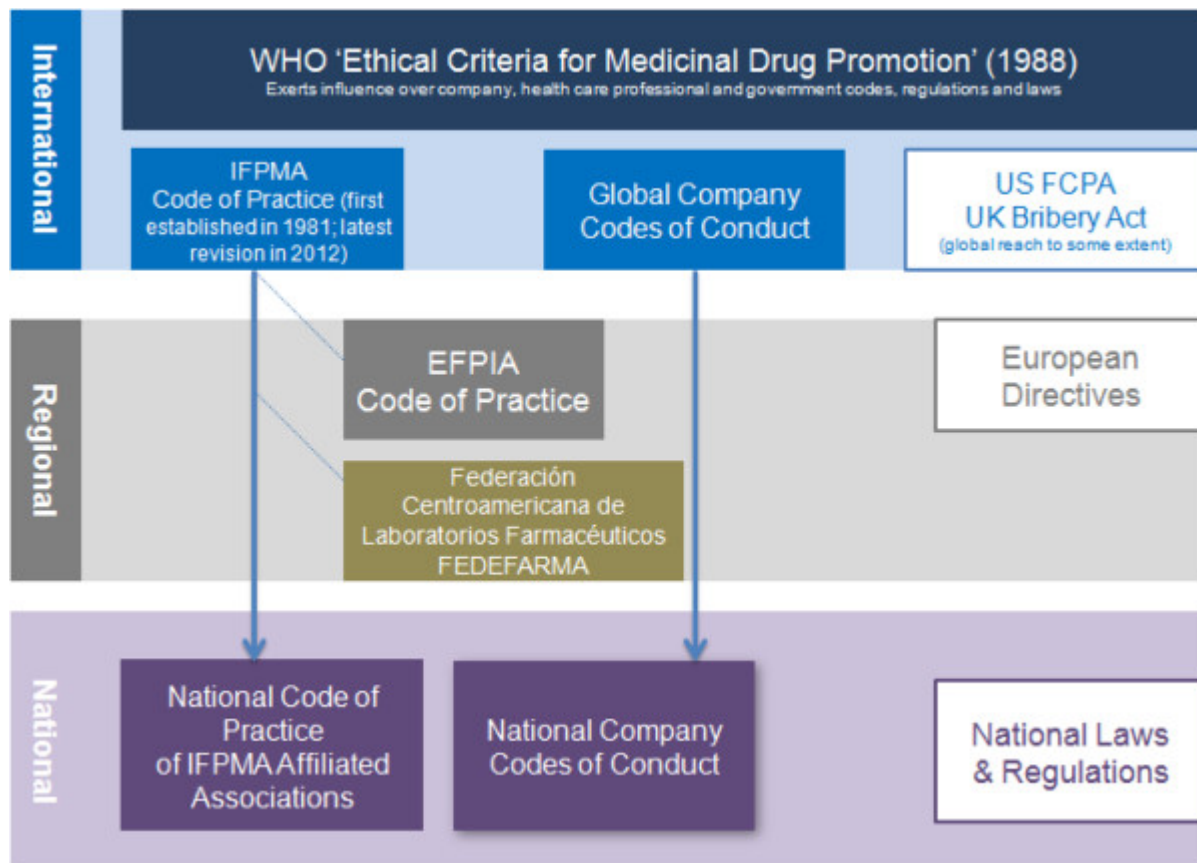 International
WHO ‘Ethical Criteria for Medicinal Drug Promotion’ (1988)
Exerts influence over company, health care professional and government codes, regulations and laws
IFPMA
Code of Practice (first
established in 1981; latest
revision in 2012)
Global Company
Codes of Conduct
US FCPA
UK Bribery Act
(global reach to some extent)
Regional
EFPIA
Code of Practice
European
Directives
Federación
Centroamericana de
Laboratorios Farmacéuticos
FEDEFARMA
National
National Code of
Practice
of IFPMA Affiliated
Associations
National Company
Codes of Conduct
National Laws
& Regulations